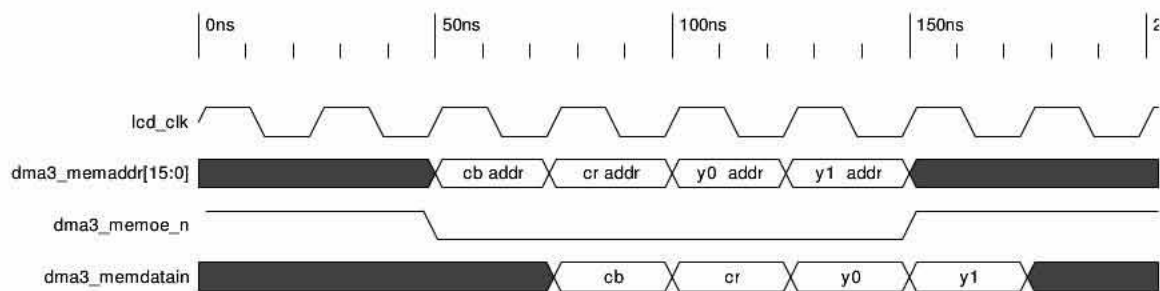 0ns 50ns 100ns 150ns 2
lcd_clk
dma3_memaddr[15:0] cb addr cr addr y0 addr y1 addr
dma3_memoe_n
dma3_memdatain cb cr y0 y1